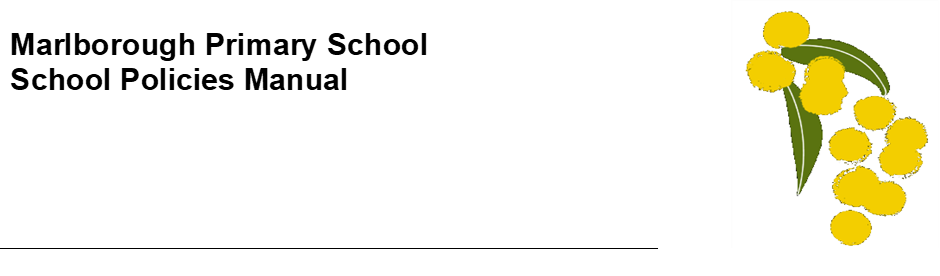 Marlborough Primary School
School Policies Manual